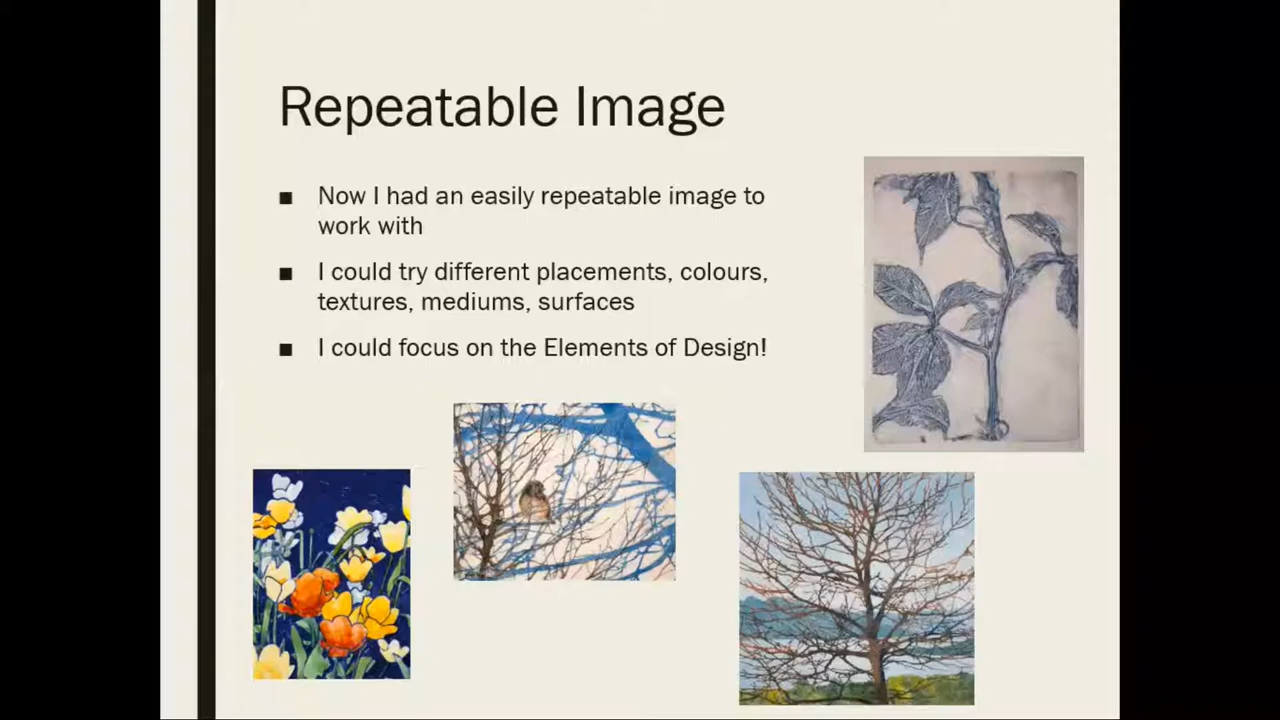 Repeatable Image
■ Now I had an easily repeatable image to
work with
■ I could try different placements, colours,
textures, mediums, surfaces
■ I could focus on the Elements of Design!